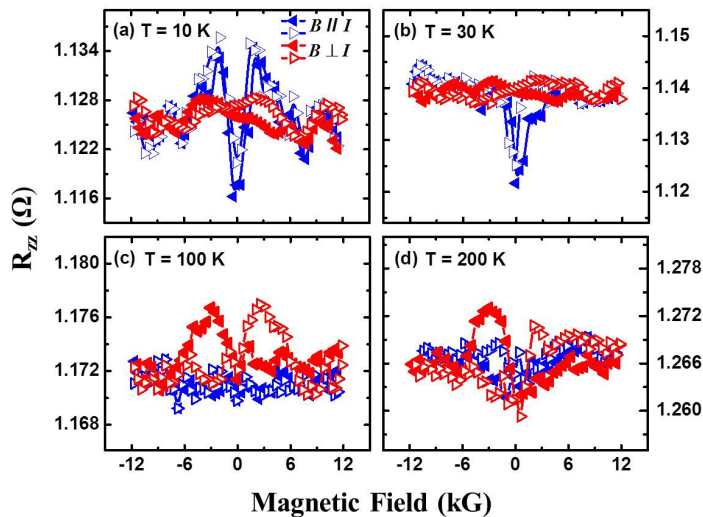 (a) T = 10 K
B // I
B ⊥ I
(b) T = 30 K
1.134
1.128
1.122
1.116
1.15
1.14
1.13
1.12
R_zz (Ω)
(c) T = 100 K
(d) T = 200 K
1.180
1.176
1.172
1.168
1.278
1.272
1.266
1.260
-12 -6 0 6 12 -12 -6 0 6 12
Magnetic Field (kG)